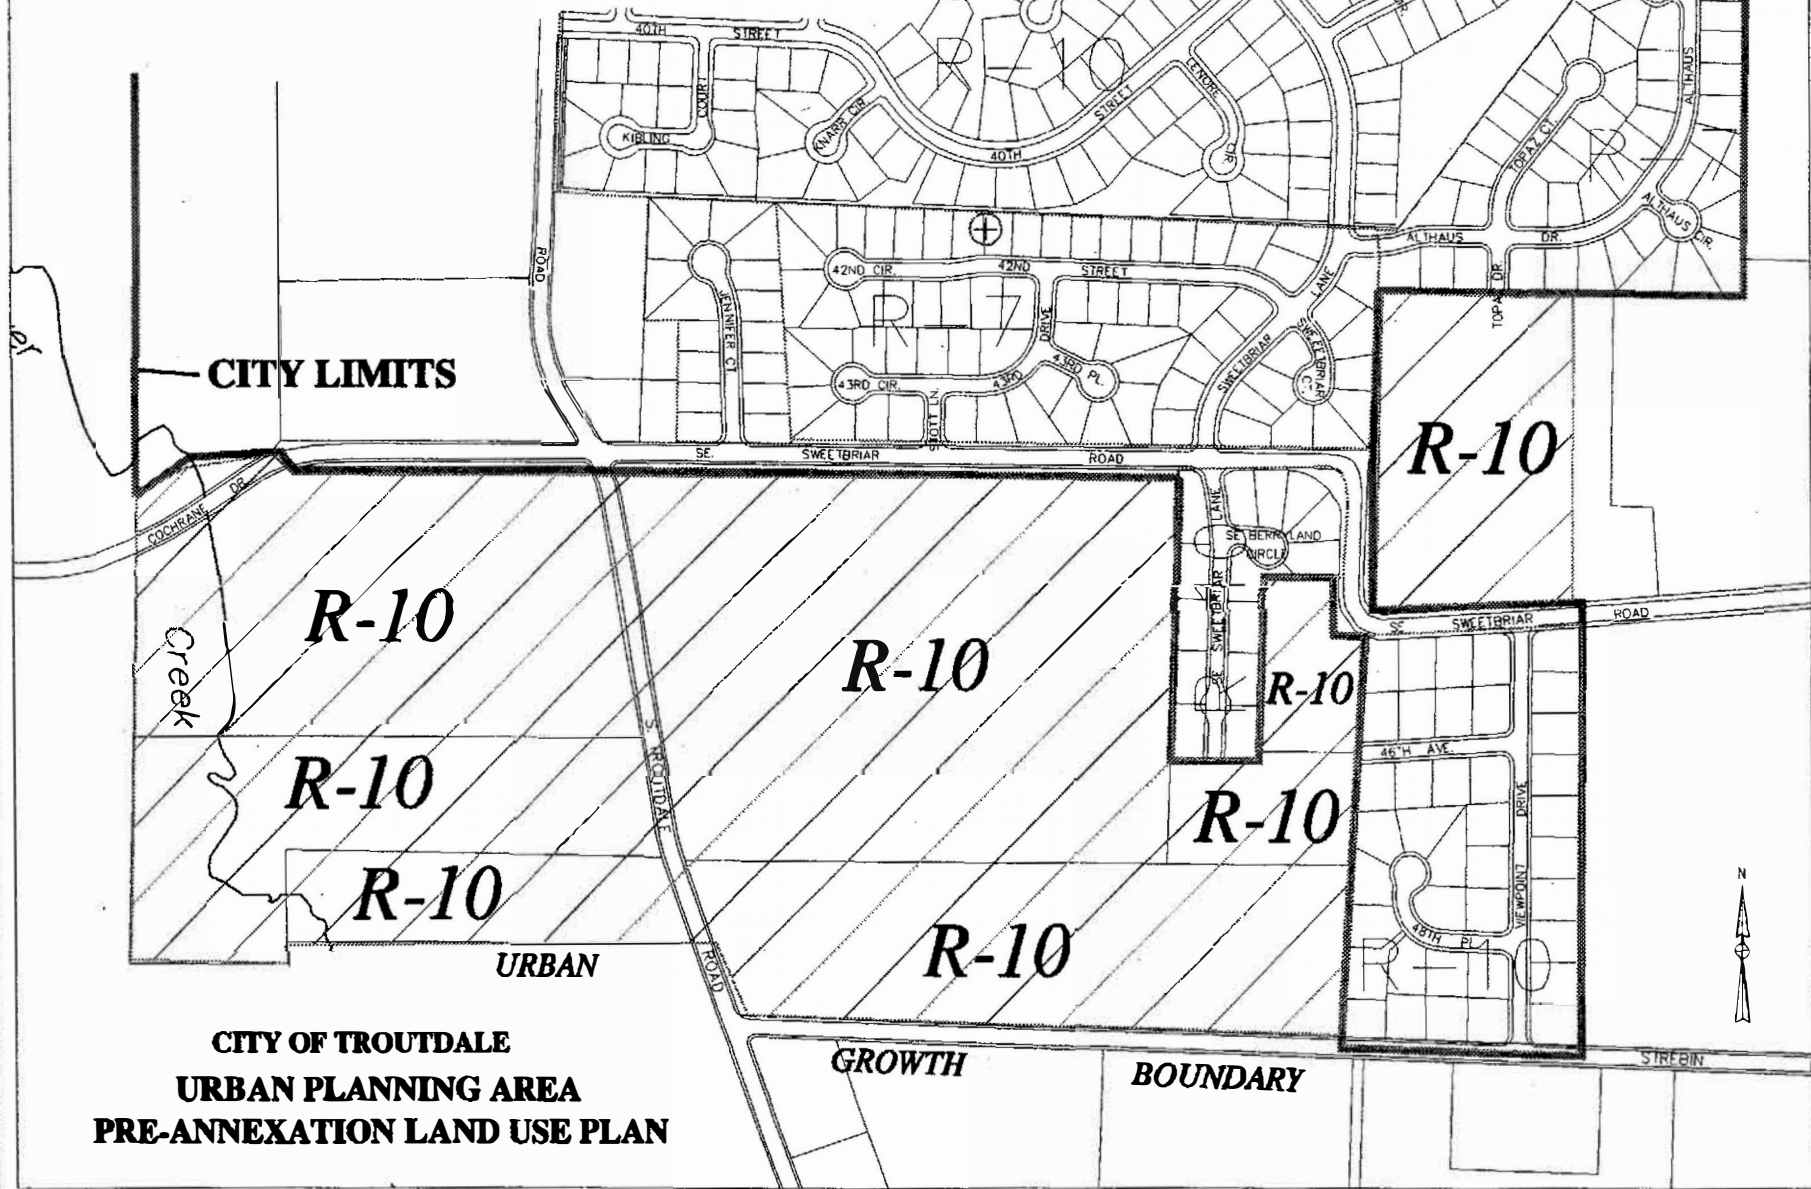 40TH
STREET
COURT
KIBLING
KNARR CIR.
R-10
STREET
40TH
LENORE
CIR.
ALTHAUS
TOPAZ CT.
R-7
ALTHAUS
CIR.
ALTHAUS
DR.
TOPAZ DR.
ROAD
42ND CIR.
42ND
STREET
LANE
R-7
JENNIFER CT
DRIVE
43RD PL.
43RD CIR.
43RD
SWEETBRIAR
SWEETBRIAR
CT.
CITY LIMITS
R-10
SE.
SWEETBRIAR
ROAD
COCHRANE
DR
LANE
SE BERRYLAND
CIRCLE
SE SWEETBRIAR
R-10
Creek
R-10
R-10
SE
SWEETBRIAR
ROAD
46TH AVE.
R-10
S. TROUTDALE
ROAD
R-10
DRIVE
VIEWPOINT
R-10
48TH PL.
R-10
R-10
N
URBAN
GROWTH
BOUNDARY
STREBIN
CITY OF TROUTDALE
URBAN PLANNING AREA
PRE-ANNEXATION LAND USE PLAN